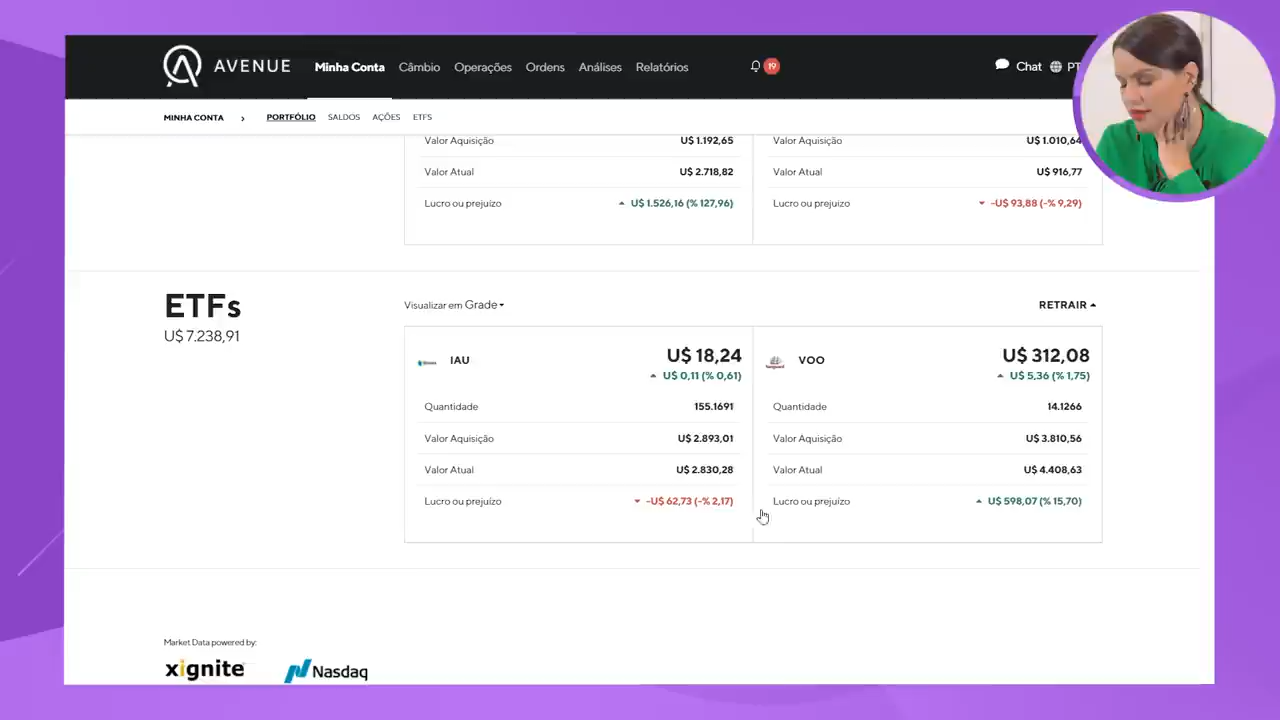 AVENUE
Minha Conta Câmbio Operações Ordens Análises Relatórios
19
Chat PT
MINHA CONTA > PORTFÓLIO SALDOS AÇÕES ETFS
Valor Aquisição U$ 1.192,65
Valor Atual U$ 2.718,82
Lucro ou prejuízo U$ 1.526,16 (% 127,96)
Valor Aquisição U$ 1.010,64
Valor Atual U$ 916,77
Lucro ou prejuízo -U$ 93,88 (-% 9,29)
ETFs
U$ 7.238,91
Visualizar em Grade
RETRAIR
IAU U$ 18,24
U$ 0,11 (% 0,61)
Quantidade 155.1691
Valor Aquisição U$ 2.893,01
Valor Atual U$ 2.830,28
Lucro ou prejuízo -U$ 62,73 (-% 2,17)
VOO U$ 312,08
U$ 5,36 (% 1,75)
Quantidade 14.1266
Valor Aquisição U$ 3.810,56
Valor Atual U$ 4.408,63
Lucro ou prejuízo U$ 598,07 (% 15,70)
Market Data powered by:
xignite Nasdaq